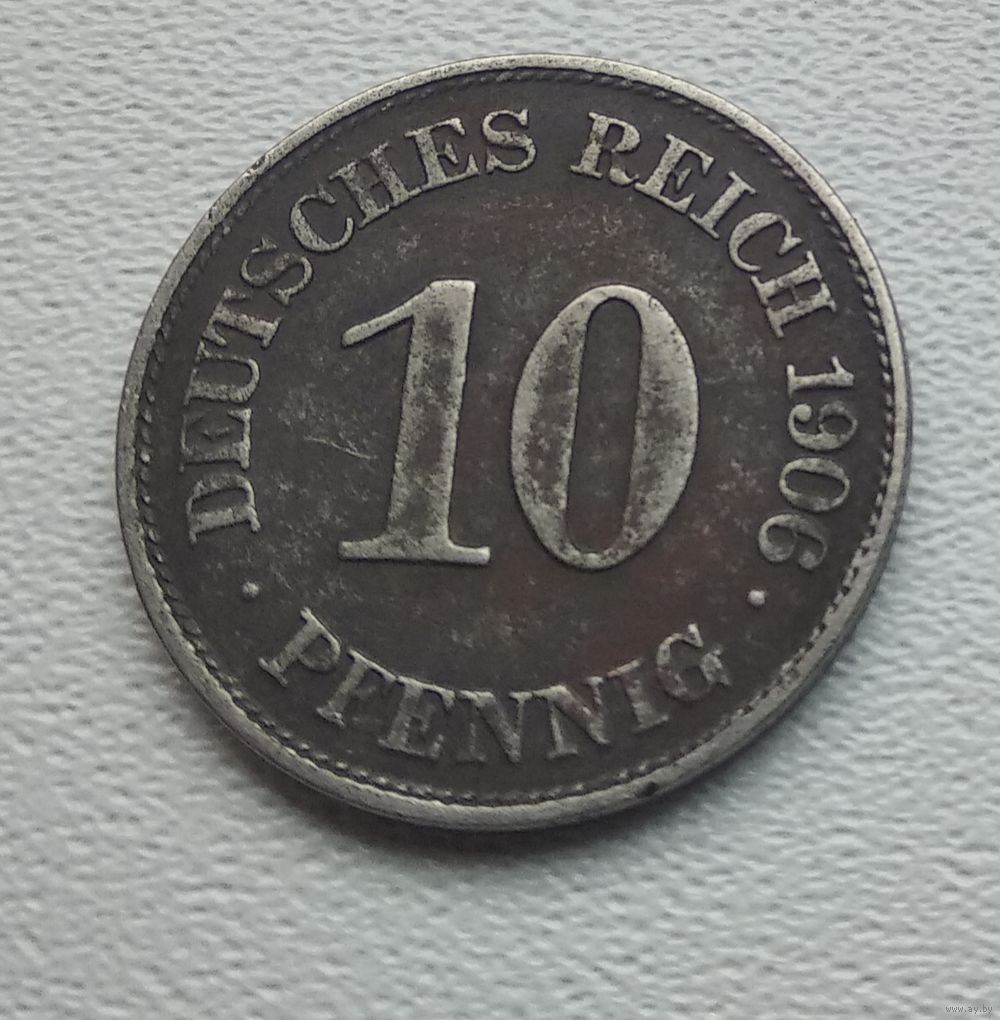 DEUTSCHES REICH 1906
10
PFENNIG
www.ay.by